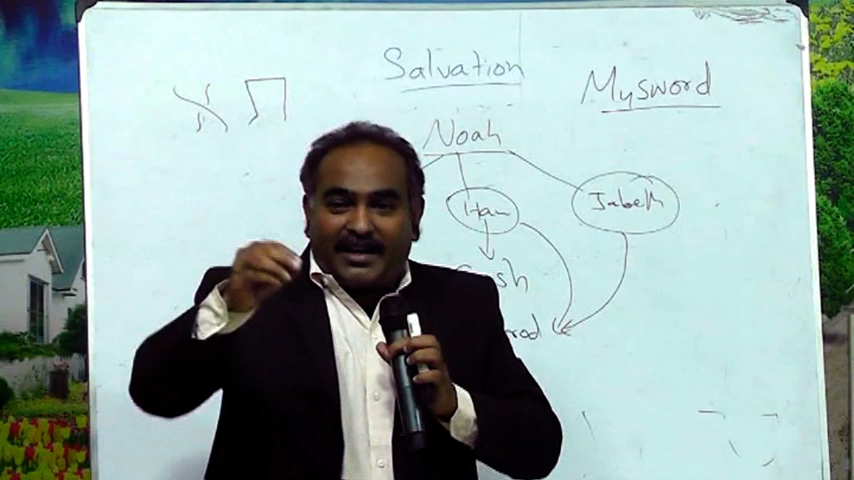 Salvation
Mysword
א ת
Noah
Ham
Jabeth